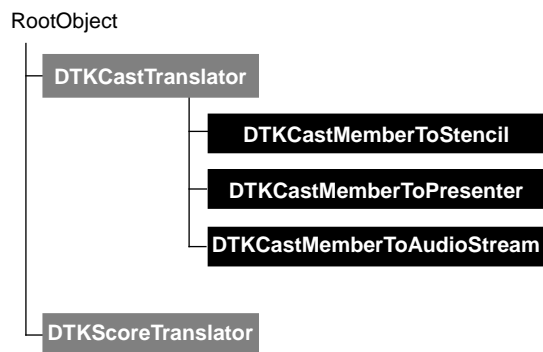 RootObject
DTKCastTranslator
DTKCastMemberToStencil
DTKCastMemberToPresenter
DTKCastMemberToAudioStream
DTKScoreTranslator